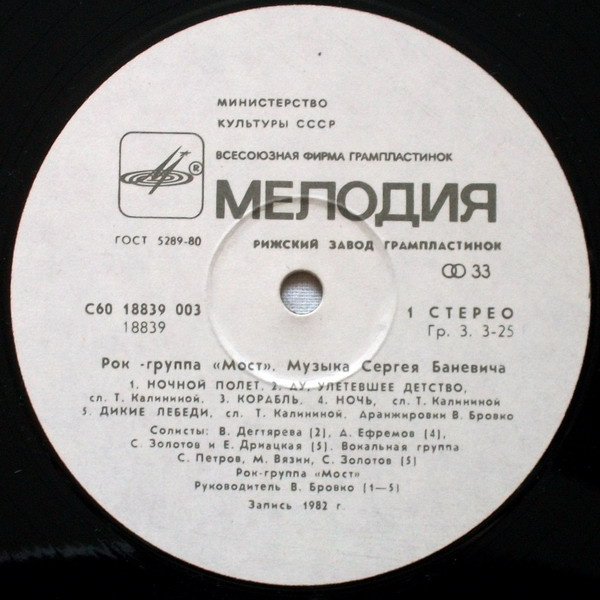 МИНИСТЕРСТВО
КУЛЬТУРЫ СССР
ВСЕСОЮЗНАЯ ФИРМА ГРАМПЛАСТИНОК
®
МЕЛОДИЯ
ГОСТ 5289-80
РИЖСКИЙ ЗАВОД ГРАМПЛАСТИНОК
33
С60 18839 003
18839
1 СТЕРЕО
Гр. 3. 3-25
Рок -группа «Мост». Музыка Сергея Баневича
1. НОЧНОЙ ПОЛЕТ. 2. АУ, УЛЕТЕВШЕЕ ДЕТСТВО,
сл. Т. Калининой. 3. КОРАБЛЬ. 4. НОЧЬ, сл. Т. Калининой
5. ДИКИЕ ЛЕБЕДИ, сл. Т. Калининой. Аранжировки В. Бровко
Солисты: В. Дегтярева (2), А. Ефремов (4),
С. Золотов и Е. Дриацкая (5). Вокальная группа
С. Петров, М. Вязин, С. Золотов (5)
Рок-группа «Мост»
Руководитель В. Бровко (1—5)
Запись 1982 г.